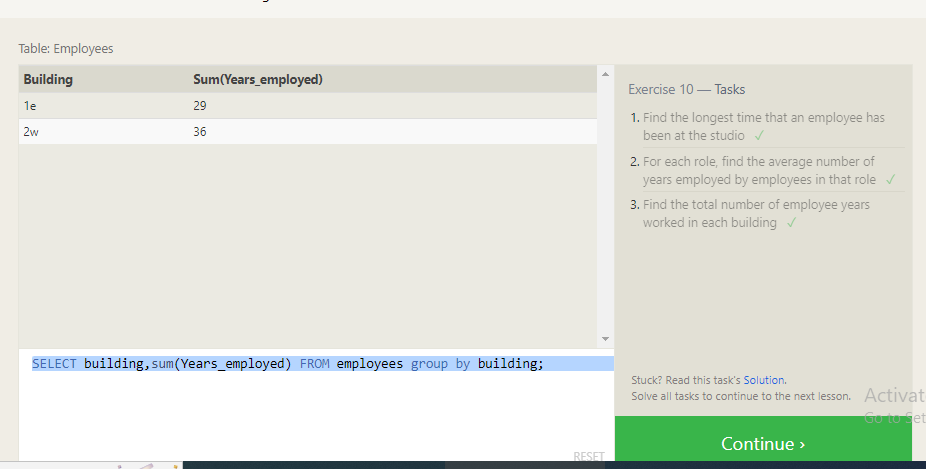 Table: Employees
Building Sum(Years_employed)
1e 29
2w 36
SELECT building,sum(Years_employed) FROM employees group by building;
RESET
Exercise 10 — Tasks
1. Find the longest time that an employee has
been at the studio ✓
2. For each role, find the average number of
years employed by employees in that role ✓
3. Find the total number of employee years
worked in each building ✓
Stuck? Read this task's Solution.
Solve all tasks to continue to the next lesson.
Continue ›
Activat
Go to Set